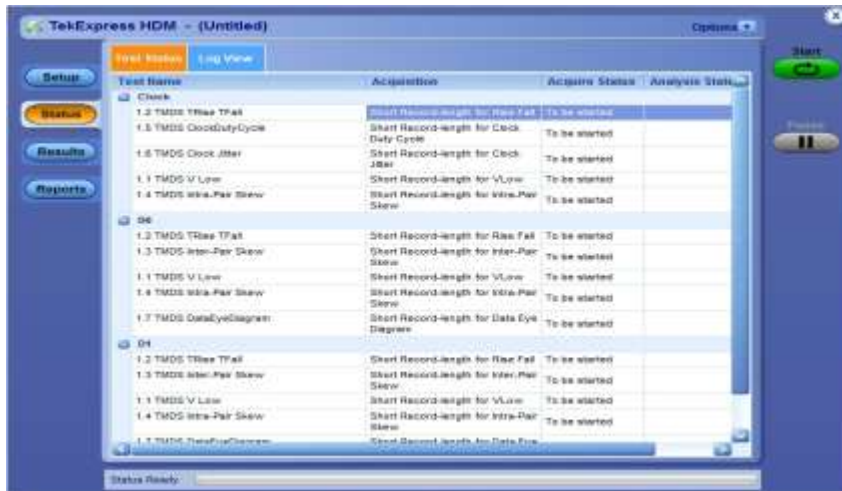 TekExpress HDM - (Untitled)
Options
Start
Test Status Log View
Setup
Test Name Acquisition Acquire Status Analysis Status
Clock
1.2 TMDS TRise TFall Short Record-length for Rise Fall To be started
Status
1.5 TMDS ClockDutyCycle Short Record-length for Clock Duty Cycle To be started
Results
1.6 TMDS Clock Jitter Short Record-length for Clock Jitter To be started
1.1 TMDS V Low Short Record-length for VLow To be started
Reports
1.4 TMDS Intra-Pair Skew Short Record-length for Intra-Pair Skew To be started
D0
1.2 TMDS TRise TFall Short Record-length for Rise Fall To be started
1.3 TMDS Inter-Pair Skew Short Record-length for Inter-Pair Skew To be started
1.1 TMDS V Low Short Record-length for VLow To be started
1.4 TMDS Intra-Pair Skew Short Record-length for Intra-Pair Skew To be started
1.7 TMDS DataEyeDiagram Short Record-length for Data Eye Diagram To be started
D1
1.2 TMDS TRise TFall Short Record-length for Rise Fall To be started
1.3 TMDS Inter-Pair Skew Short Record-length for Inter-Pair Skew To be started
1.1 TMDS V Low Short Record-length for VLow To be started
1.4 TMDS Intra-Pair Skew Short Record-length for Intra-Pair Skew To be started
1.7 TMDS DataEyeDiagram Short Record-length for Data Eye
Status Ready